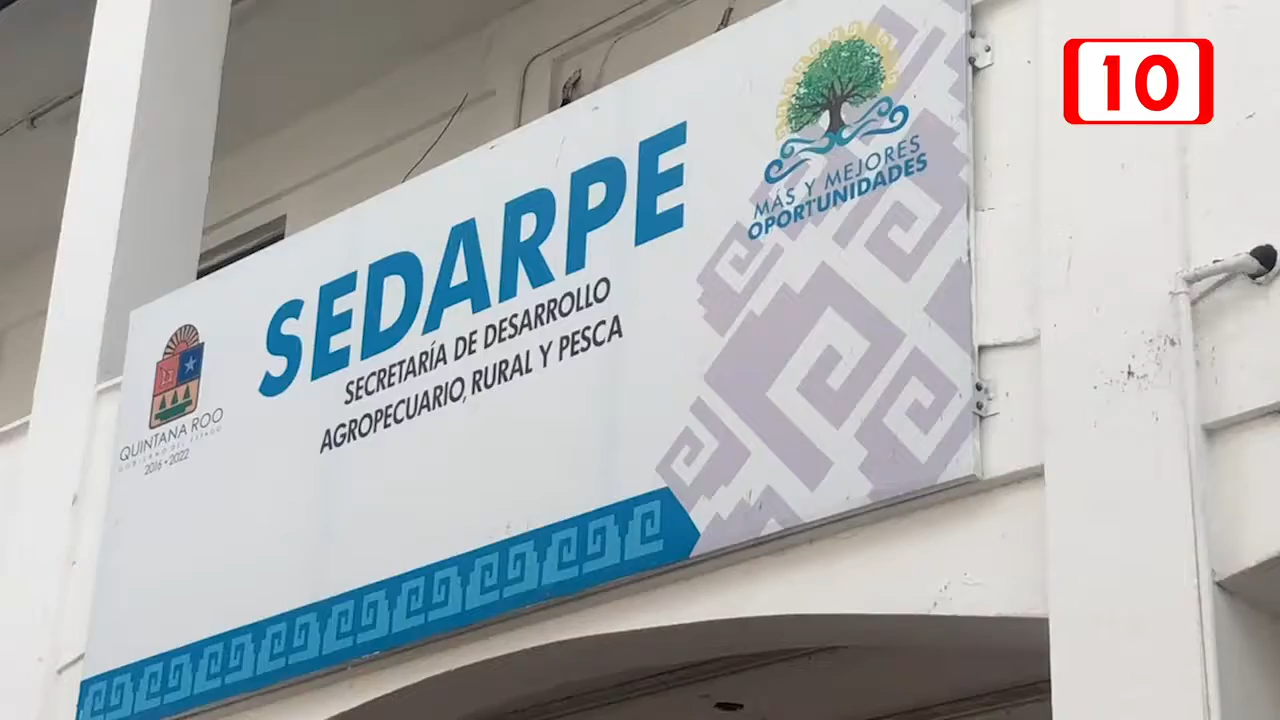 10
MÁS Y MEJORES
OPORTUNIDADES
SEDARPE
SECRETARÍA DE DESARROLLO
AGROPECUARIO, RURAL Y PESCA
QUINTANA ROO
GOBIERNO DEL ESTADO
2016 • 2022